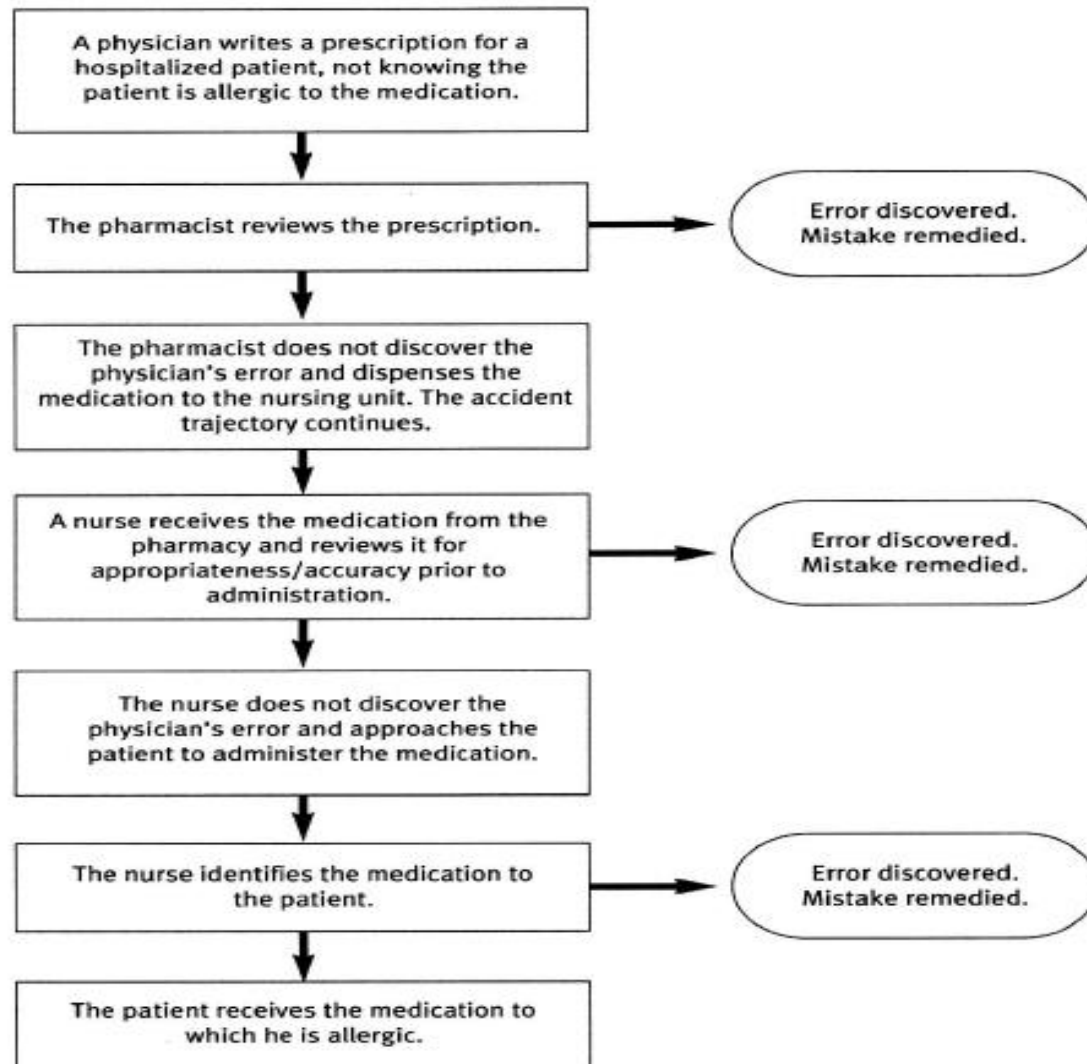 A physician writes a prescription for a
hospitalized patient, not knowing the
patient is allergic to the medication.
The pharmacist reviews the prescription.
Error discovered.
Mistake remedied.
The pharmacist does not discover the
physician's error and dispenses the
medication to the nursing unit. The accident
trajectory continues.
A nurse receives the medication from the
pharmacy and reviews it for
appropriateness/accuracy prior to
administration.
Error discovered.
Mistake remedied.
The nurse does not discover the
physician's error and approaches the
patient to administer the medication.
The nurse identifies the medication to
the patient.
Error discovered.
Mistake remedied.
The patient receives the medication to
which he is allergic.